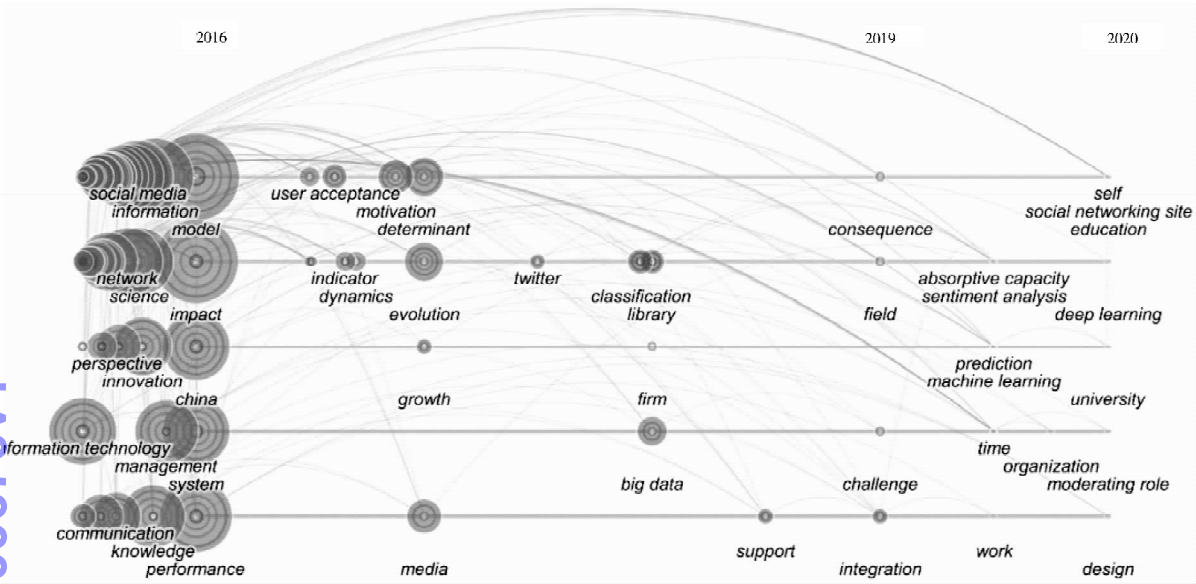 2016 2019 2020
social media user acceptance self
information motivation social networking site
model determinant consequence education
network indicator twitter absorptive capacity
science dynamics classification sentiment analysis
impact evolution library field deep learning
perspective prediction
innovation machine learning
china growth firm university
formation technology time
management organization
system big data challenge moderating role
communication
knowledge support work
performance media integration design